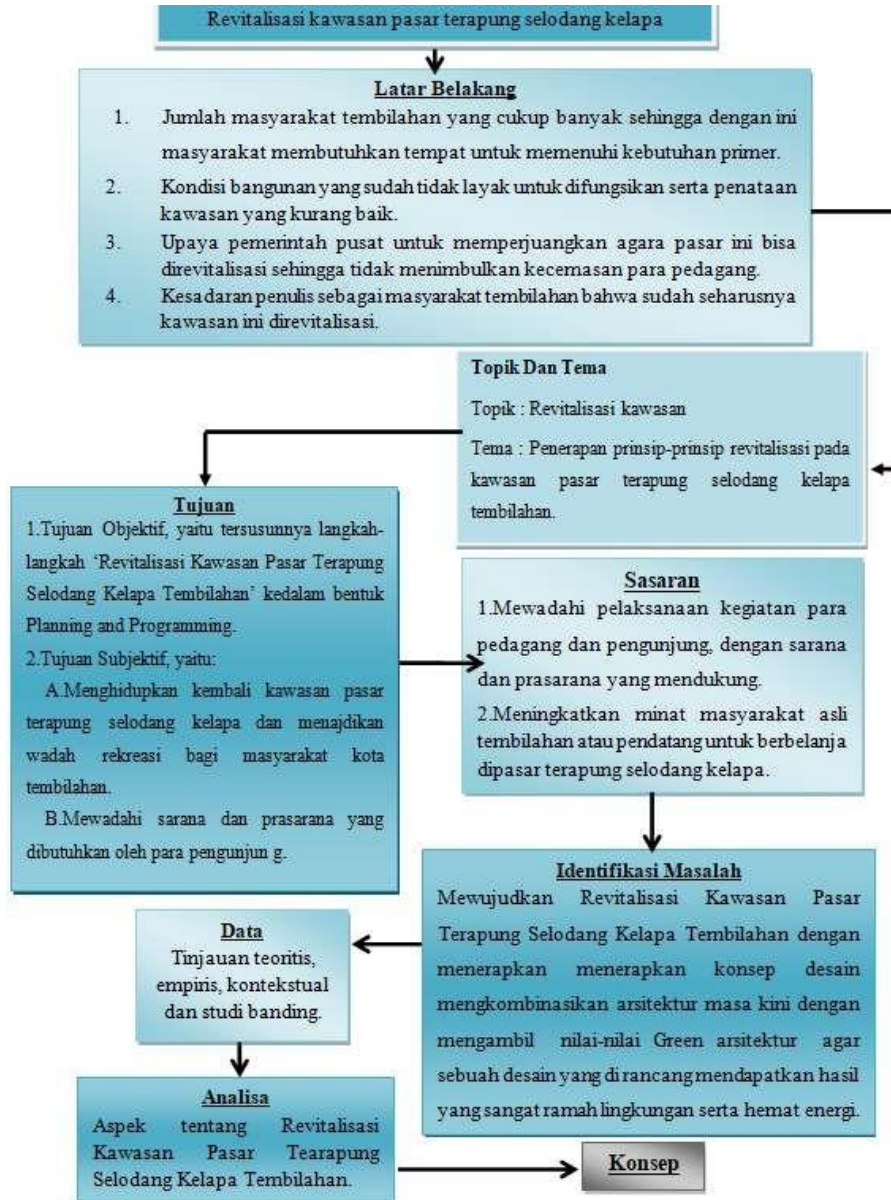 Revitalisasi kawasan pasar terapung selodang kelapa
Latar Belakang
1. Jumlah masyarakat tembilahan yang cukup banyak sehingga dengan ini
masyarakat membutuhkan tempat untuk memenuhi kebutuhan primer.
2. Kondisi bangunan yang sudah tidak layak untuk difungsikan serta penataan
kawasan yang kurang baik.
3. Upaya pemerintah pusat untuk memperjuangkan agara pasar ini bisa
direvitalisasi sehingga tidak menimbulkan kecemasan para pedagang.
4. Kesadaran penulis sebagai masyarakat tembilahan bahwa sudah seharusnya
kawasan ini direvitalisasi.
Topik Dan Tema
Topik : Revitalisasi kawasan
Tema : Penerapan prinsip-prinsip revitalisasi pada
kawasan pasar terapung selodang kelapa
tembilahan.
Tujuan
1.Tujuan Objektif, yaitu tersusunnya langkah-
langkah ‘Revitalisasi Kawasan Pasar Terapung
Selodang Kelapa Tembilahan’ kedalam bentuk
Planning and Programming.
2.Tujuan Subjektif, yaitu:
A.Menghidupkan kembali kawasan pasar
terapung selodang kelapa dan menajdikan
wadah rekreasi bagi masyarakat kota
tembilahan.
B.Mewadahi sarana dan prasarana yang
dibutuhkan oleh para pengunjun g.
Sasaran
1.Mewadahi pelaksanaan kegiatan para
pedagang dan pengunjung, dengan sarana
dan prasarana yang mendukung.
2.Meningkatkan minat masyarakat asli
tembilahan atau pendatang untuk berbelanja
dipasar terapung selodang kelapa.
Identifikasi Masalah
Mewujudkan Revitalisasi Kawasan Pasar
Terapung Selodang Kelapa Tembilahan dengan
menerapkan menerapkan konsep desain
mengkombinasikan arsitektur masa kini dengan
mengambil nilai-nilai Green arsitektur agar
sebuah desain yang di rancang mendapatkan hasil
yang sangat ramah lingkungan serta hemat energi.
Data
Tinjauan teoritis,
empiris, kontekstual
dan studi banding.
Analisa
Aspek tentang Revitalisasi
Kawasan Pasar Tearapung
Selodang Kelapa Tembilahan.
Konsep